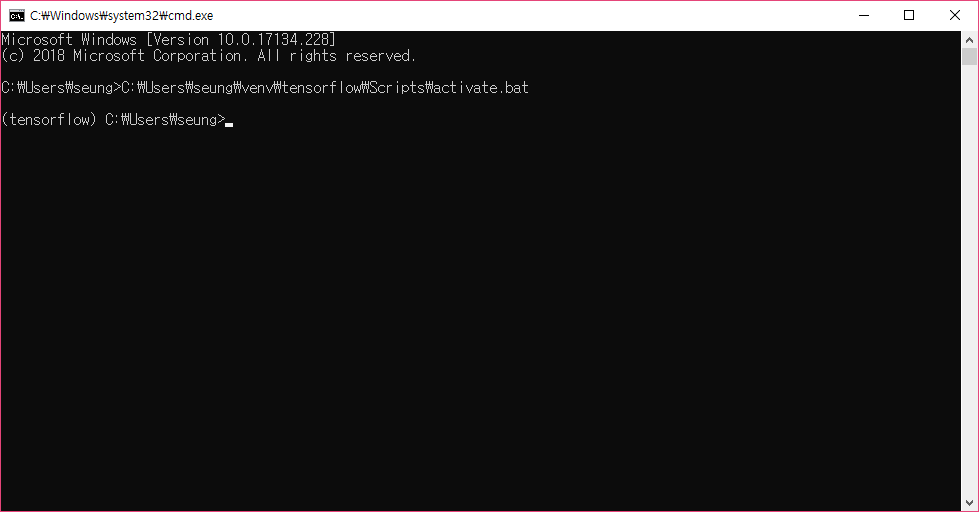 C:₩Windows₩system32₩cmd.exe
Microsoft Windows [Version 10.0.17134.228]
(c) 2018 Microsoft Corporation. All rights reserved.
C:₩Users₩seung>C:₩Users₩seung₩venv₩tensorflow₩Scripts₩activate.bat
(tensorflow) C:₩Users₩seung>